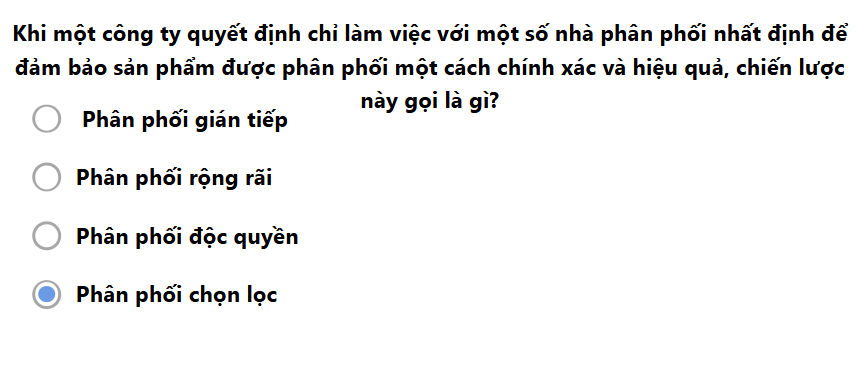 Khi một công ty quyết định chỉ làm việc với một số nhà phân phối nhất định để
đảm bảo sản phẩm được phân phối một cách chính xác và hiệu quả, chiến lược
này gọi là gì?
Phân phối gián tiếp
Phân phối rộng rãi
Phân phối độc quyền
Phân phối chọn lọc